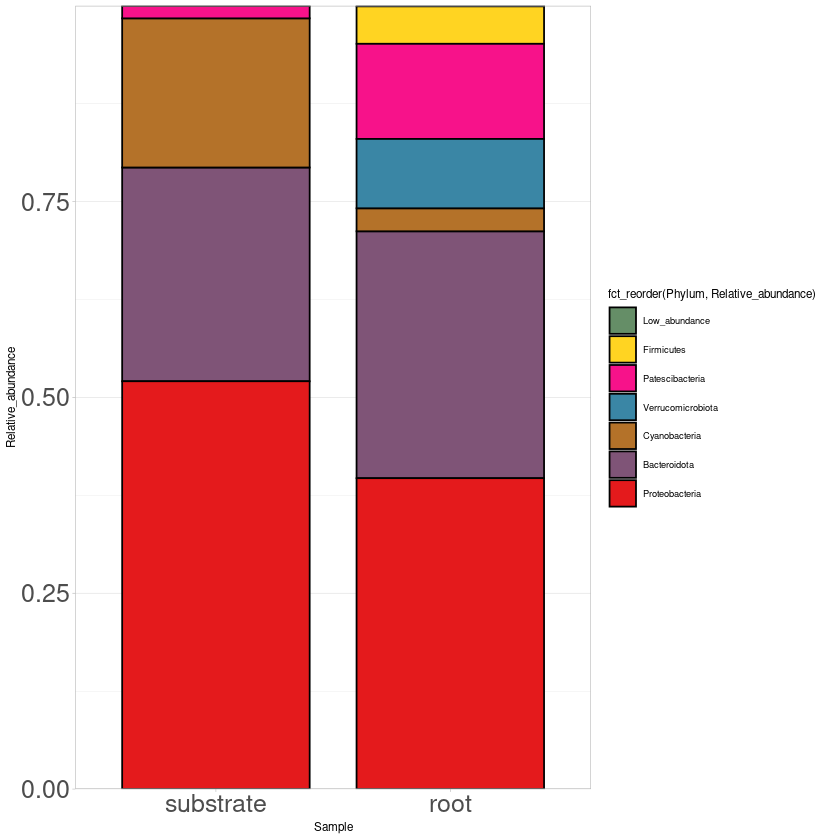 Relative_abundance
0.75
0.50
0.25
0.00
substrate
root
Sample
fct_reorder(Phylum, Relative_abundance)
Low_abundance
Firmicutes
Patescibacteria
Verrucomicrobiota
Cyanobacteria
Bacteroidota
Proteobacteria